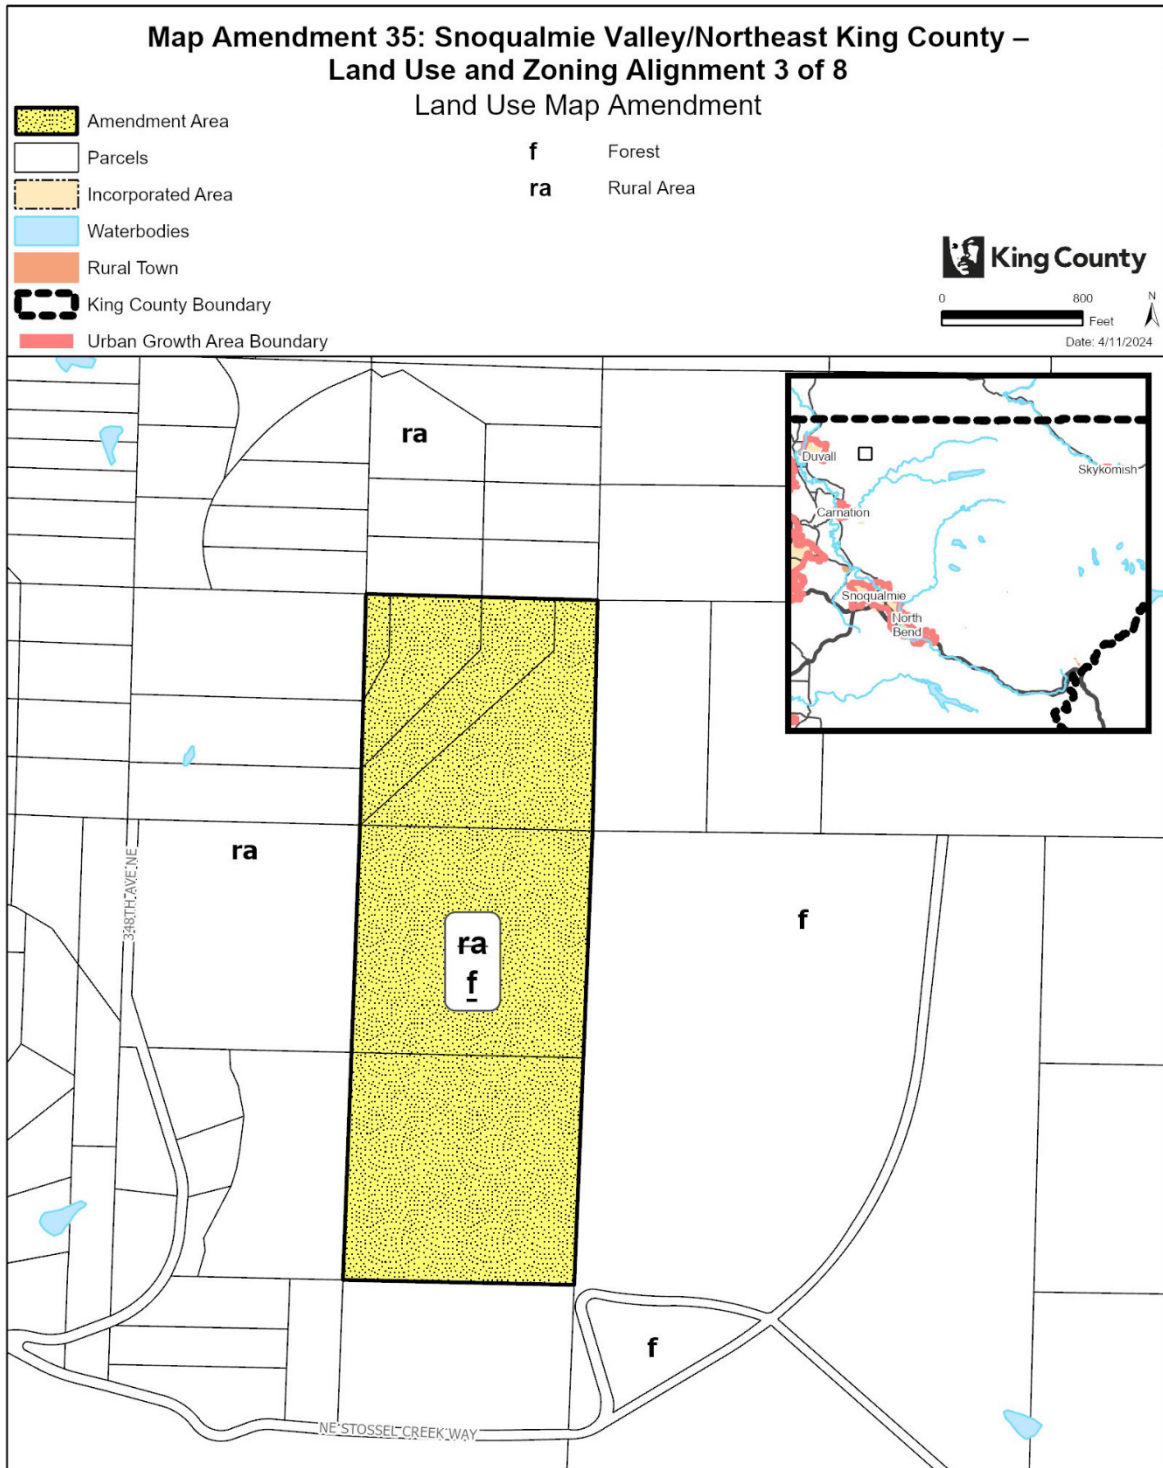 Map Amendment 35: Snoqualmie Valley/Northeast King County –
Land Use and Zoning Alignment 3 of 8
Land Use Map Amendment
Amendment Area
Parcels
Incorporated Area
Waterbodies
Rural Town
King County Boundary
Urban Growth Area Boundary
f Forest
ra Rural Area
King County
0 800
Feet
N
Date: 4/11/2024
ra
Duvall
Skykomish
Carnation
Snoqualmie
North
Bend
ra
348TH AVE NE
ra
f
f
f
NE STOSSEL CREEK WAY